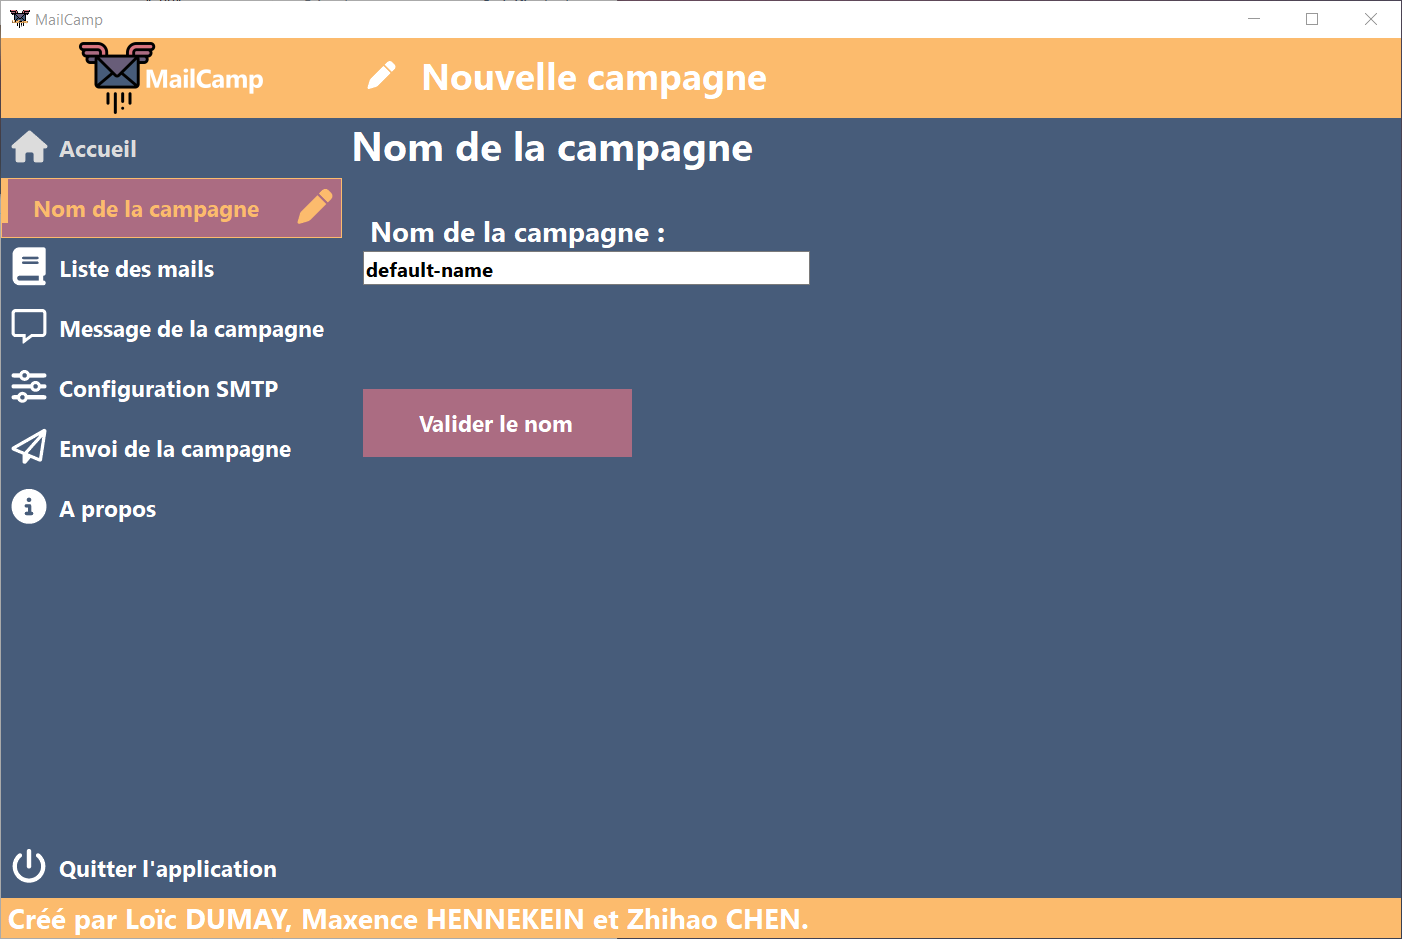 MailCamp
MailCamp
Nouvelle campagne
Accueil
Nom de la campagne
Liste des mails
Message de la campagne
Configuration SMTP
Envoi de la campagne
A propos
Quitter l'application
Nom de la campagne
Nom de la campagne :
default-name
Valider le nom
Créé par Loïc DUMAY, Maxence HENNEKEIN et Zhihao CHEN.